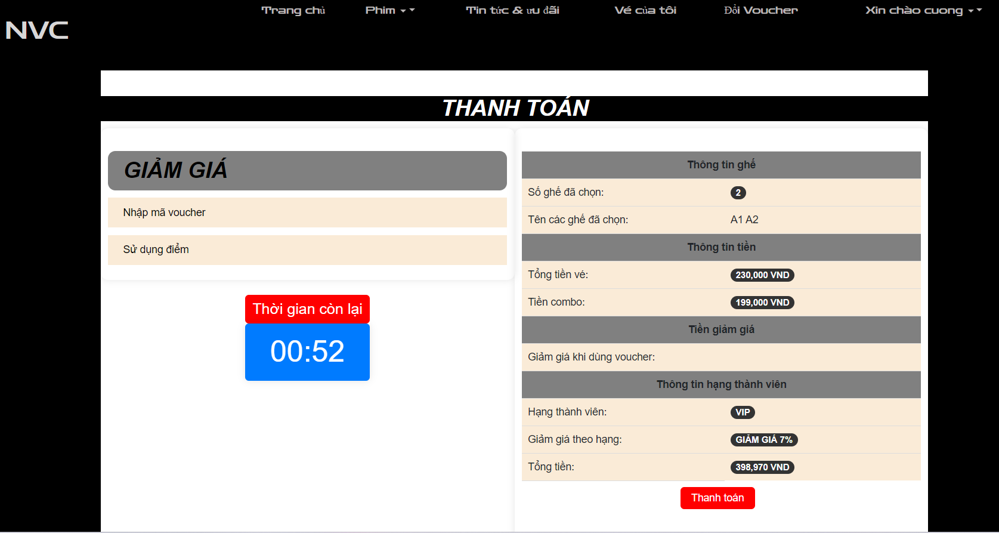 Trang chủ Phim Tin tức & ưu đãi Vé của tôi Đổi Voucher Xin chào cuong
NVC
THANH TOÁN
GIẢM GIÁ
Nhập mã voucher
Sử dụng điểm
Thời gian còn lại
00:52
Thông tin ghế
Số ghế đã chọn: 2
Tên các ghế đã chọn: A1 A2
Thông tin tiền
Tổng tiền vé: 230,000 VND
Tiền combo: 199,000 VND
Tiền giảm giá
Giảm giá khi dùng voucher:
Thông tin hạng thành viên
Hạng thành viên: VIP
Giảm giá theo hạng: GIẢM GIÁ 7%
Tổng tiền: 398,970 VND
Thanh toán